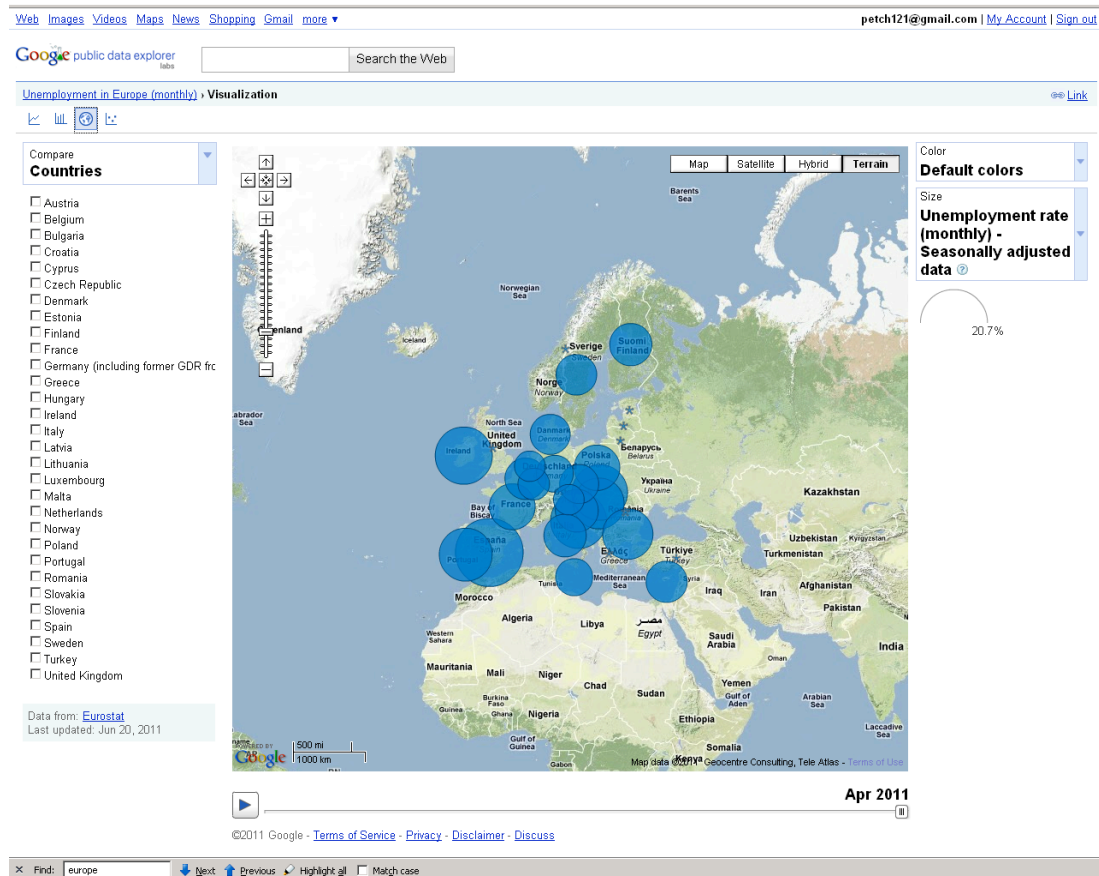 Web Images Videos Maps News Shopping Gmail more ▼
petch121@gmail.com | My Account | Sign out
Google public data explorer
labs
Search the Web
Unemployment in Europe (monthly) › Visualization
Link
Compare
Countries
Austria
Belgium
Bulgaria
Croatia
Cyprus
Czech Republic
Denmark
Estonia
Finland
France
Germany (including former GDR frc
Greece
Hungary
Ireland
Italy
Latvia
Lithuania
Luxembourg
Malta
Netherlands
Norway
Poland
Portugal
Romania
Slovakia
Slovenia
Spain
Sweden
Turkey
United Kingdom
Data from: Eurostat
Last updated: Jun 20, 2011
Map
Satellite
Hybrid
Terrain
Barents
Sea
Norwegian
Sea
Iceland
Sverige
Sweden
Suomi
Finland
Norge
Norway
North Sea
United
Kingdom
Ireland
Danmark
Denmark
Polska
Poland
Беларусь
Belarus
Україна
Ukraine
Kazakhstan
Bay of
Biscay
France
España
Spain
Ελλάς
Greece
Türkiye
Turkey
Uzbekistan
Kyrgyzstan
Turkmenistan
Mediterranean
Sea
Syria
Iraq
Iran
Afghanistan
Pakistan
Morocco
Tunisia
Algeria
Libya
مصر
Egypt
Western
Sahara
Saudi
Arabia
Oman
India
Mauritania
Mali
Niger
Chad
Sudan
Yemen
Gulf of
Aden
Arabian
Sea
Burkina
Faso
Guinea
Ghana
Nigeria
Ethiopia
Laccadive
Sea
Gulf of
Guinea
Gabon
Somalia
Kenya
POWERED BY
Google
500 mi
1000 km
Map data ©2011 Geocentre Consulting, Tele Atlas - Terms of Use
Color
Default colors
Size
Unemployment rate
(monthly) -
Seasonally adjusted
data
20.7%
Apr 2011
©2011 Google - Terms of Service - Privacy - Disclaimer - Discuss
× Find: europe Next Previous Highlight all Match case